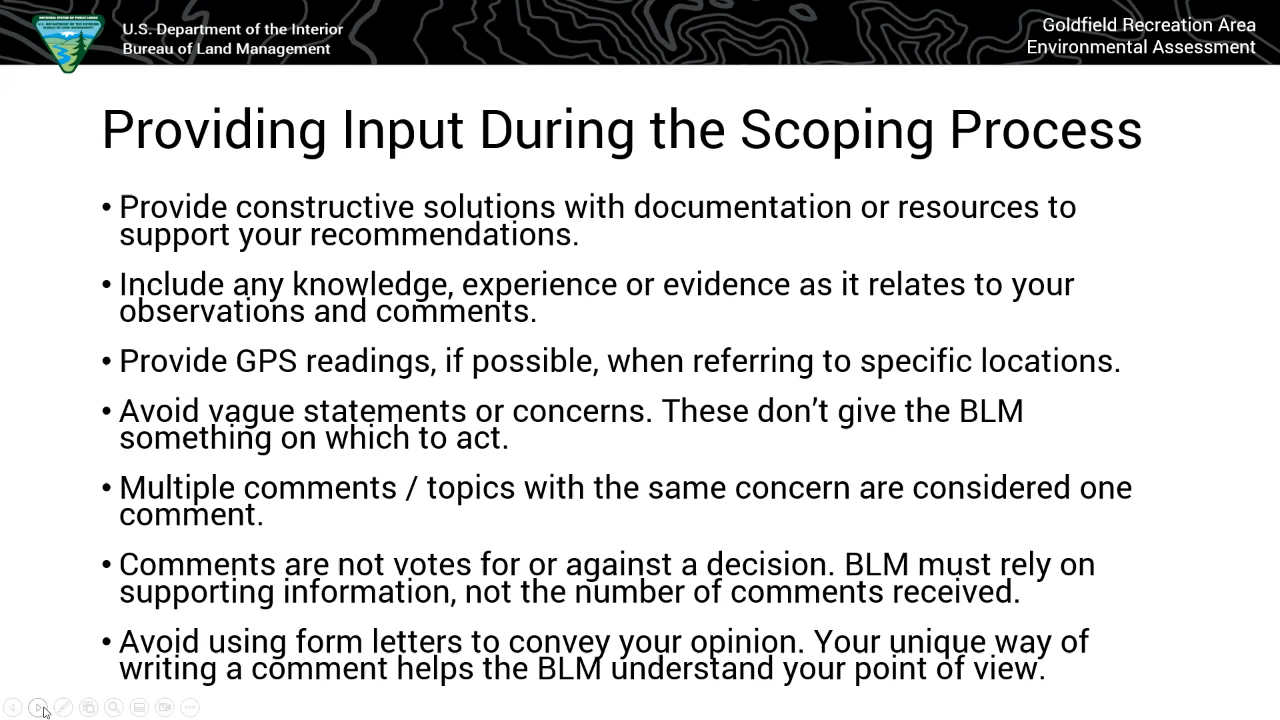 U.S. Department of the Interior
Bureau of Land Management
Goldfield Recreation Area
Environmental Assessment
Providing Input During the Scoping Process
• Provide constructive solutions with documentation or resources to
support your recommendations.
• Include any knowledge, experience or evidence as it relates to your
observations and comments.
• Provide GPS readings, if possible, when referring to specific locations.
• Avoid vague statements or concerns. These don’t give the BLM
something on which to act.
• Multiple comments / topics with the same concern are considered one
comment.
• Comments are not votes for or against a decision. BLM must rely on
supporting information, not the number of comments received.
• Avoid using form letters to convey your opinion. Your unique way of
writing a comment helps the BLM understand your point of view.